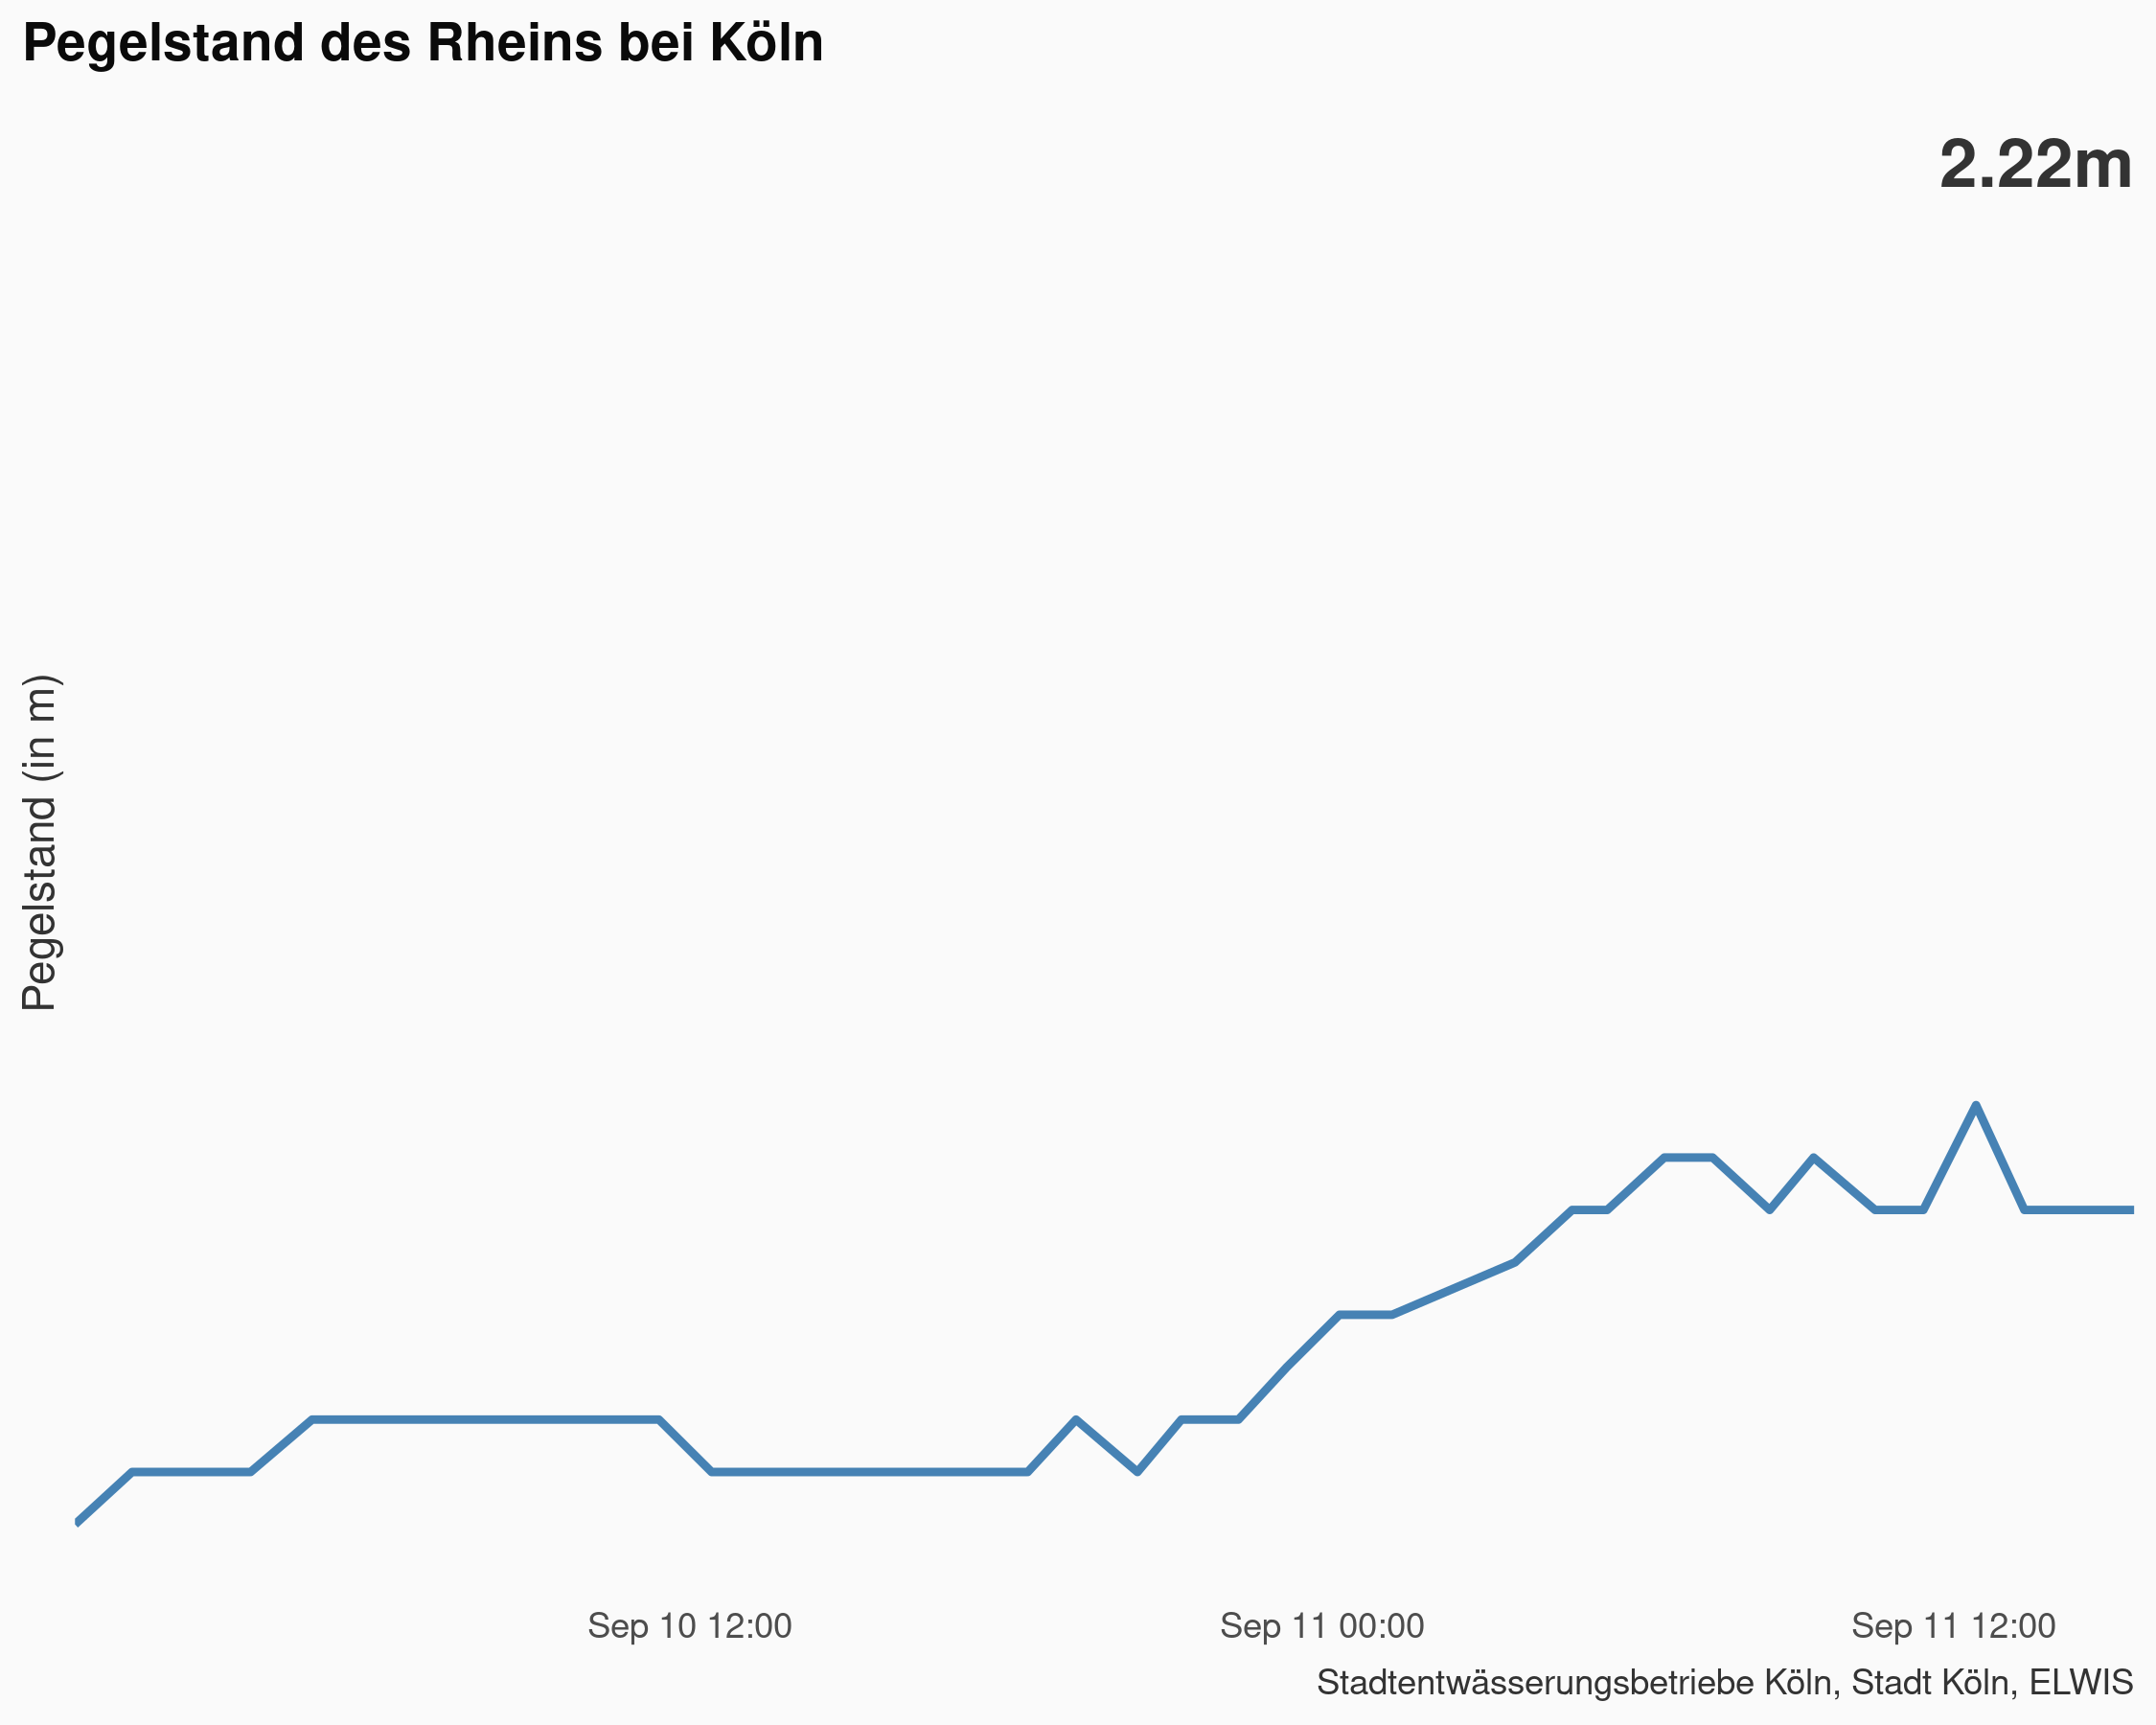 Pegelstand des Rheins bei Köln
2.22m
Pegelstand (in m)
Sep 10 12:00
Sep 11 00:00
Sep 11 12:00
Stadtentwässerungsbetriebe Köln, Stadt Köln, ELWIS